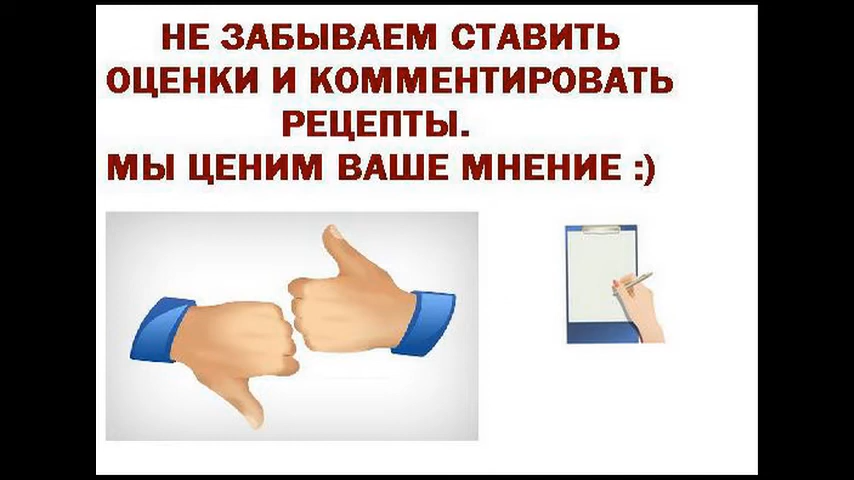 НЕ ЗАБЫВАЕМ СТАВИТЬ
ОЦЕНКИ И КОММЕНТИРОВАТЬ
РЕЦЕПТЫ.
МЫ ЦЕНИМ ВАШЕ МНЕНИЕ :)